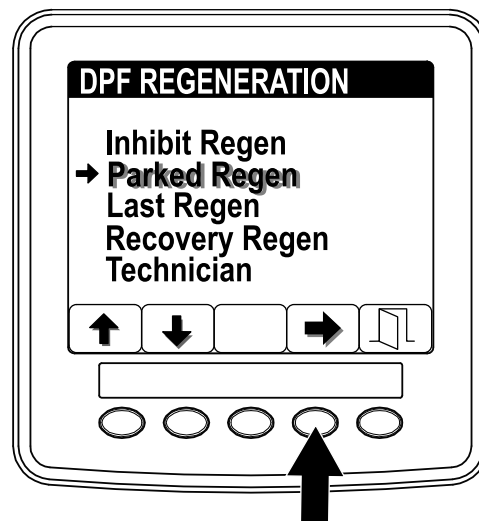 DPF REGENERATION
Inhibit Regen
Parked Regen
Last Regen
Recovery Regen
Technician